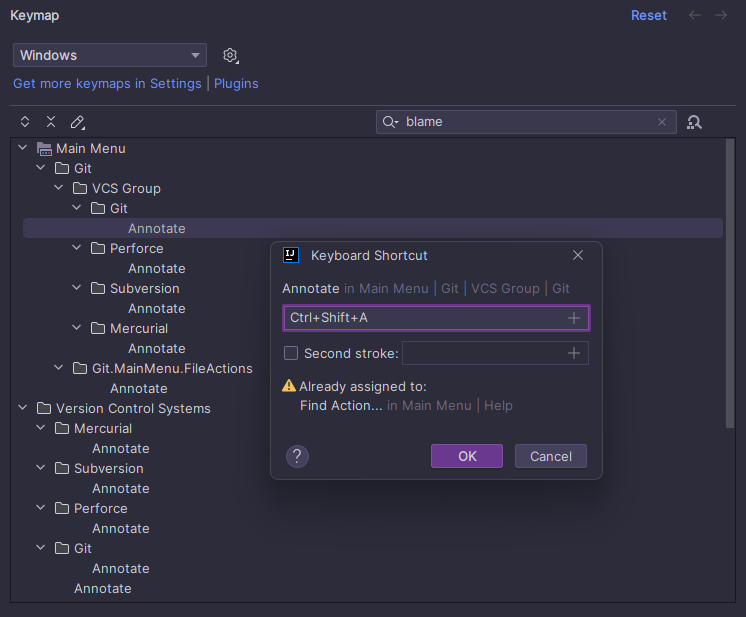 Keymap
Reset
Windows
Get more keymaps in Settings | Plugins
blame
Main Menu
Git
VCS Group
Git
Annotate
Perforce
Annotate
Subversion
Annotate
Mercurial
Annotate
Git.MainMenu.FileActions
Annotate
Version Control Systems
Mercurial
Annotate
Subversion
Annotate
Perforce
Annotate
Git
Annotate
Annotate
IJ
Keyboard Shortcut
Annotate in Main Menu | Git | VCS Group | Git
Ctrl+Shift+A
Second stroke:
Already assigned to:
Find Action... in Main Menu | Help
?
OK
Cancel